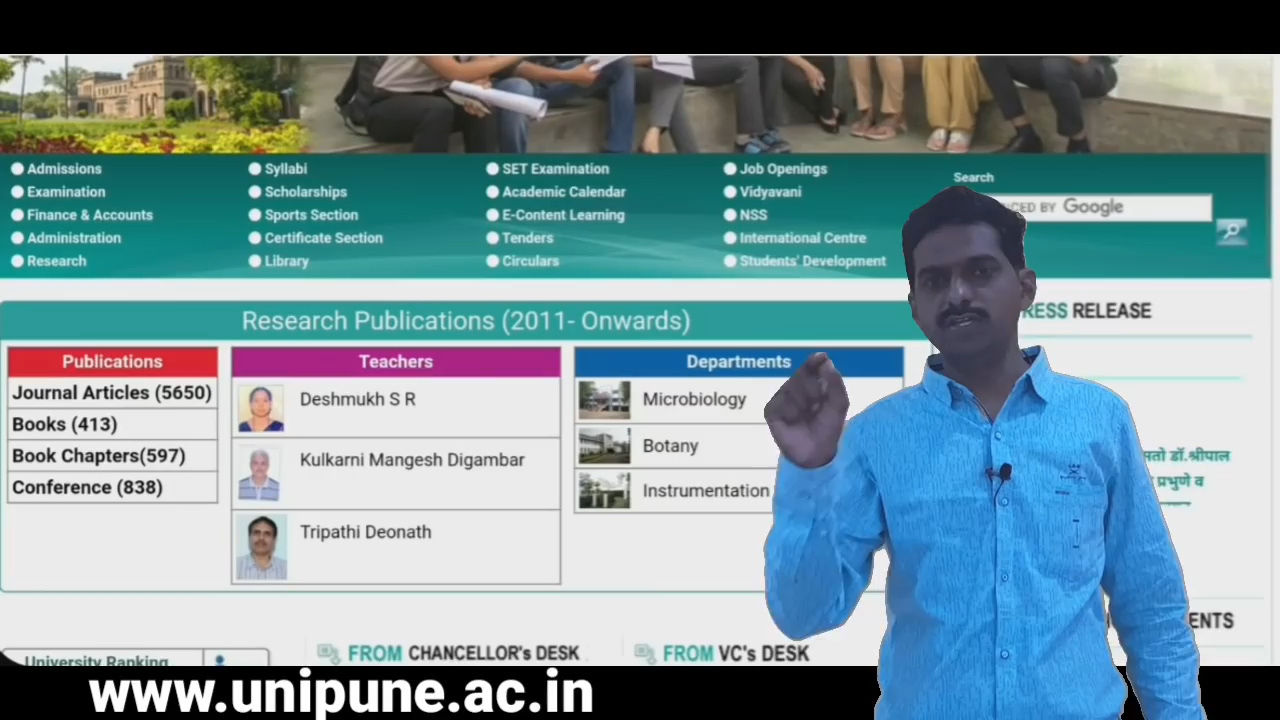 Admissions
Syllabi
SET Examination
Job Openings
Search
Examination
Scholarships
Academic Calendar
Vidyavani
Finance & Accounts
Sports Section
E-Content Learning
NSS
BY Google
Administration
Certificate Section
Tenders
International Centre
Research
Library
Circulars
Students' Development
Research Publications (2011- Onwards)
RELEASE
Publications
Teachers
Departments
Journal Articles (5650)
Deshmukh S R
Microbiology
Books (413)
Botany
Book Chapters(597)
Kulkarni Mangesh Digambar
डॉ.श्रीपाल
Conference (838)
Instrumentation
प्रभुणे व
Tripathi Deonath
University Ranking
FROM CHANCELLOR's DESK
FROM VC's DESK
www.unipune.ac.in